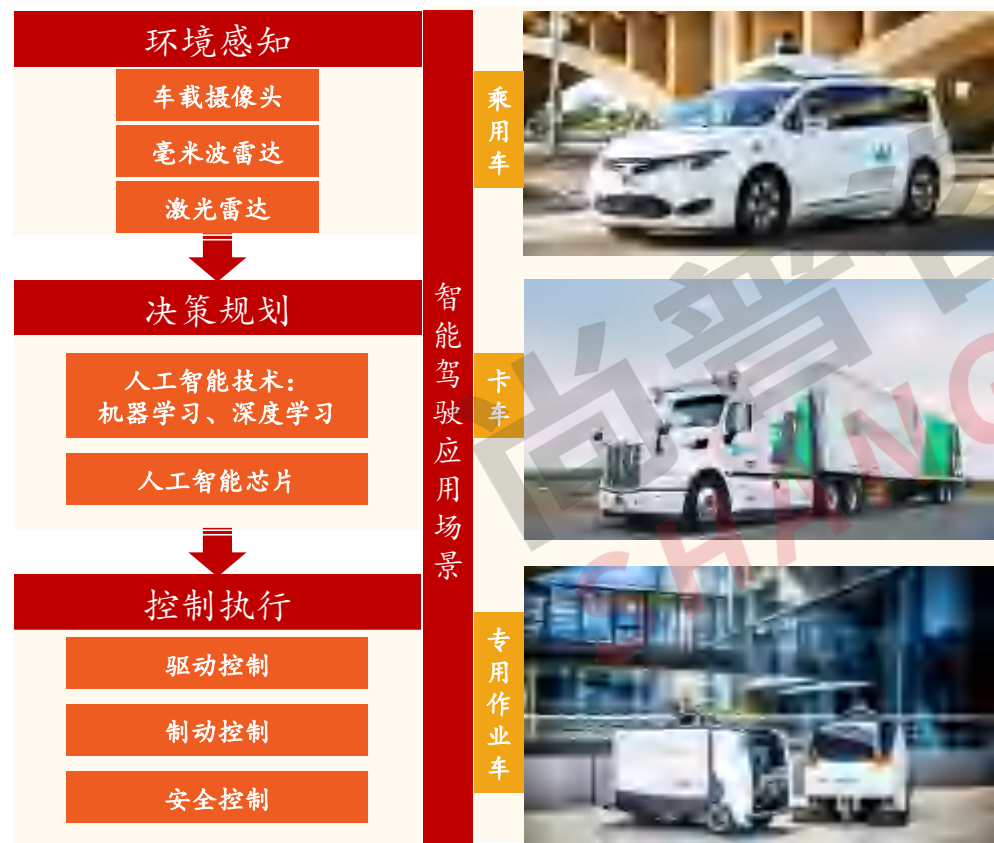 环境感知
车载摄像头
毫米波雷达
激光雷达
决策规划
人工智能技术：
机器学习、深度学习
人工智能芯片
控制执行
驱动控制
制动控制
安全控制
智能驾驶应用场景
乘用车
卡车
专用作业车
尚普
SHANG